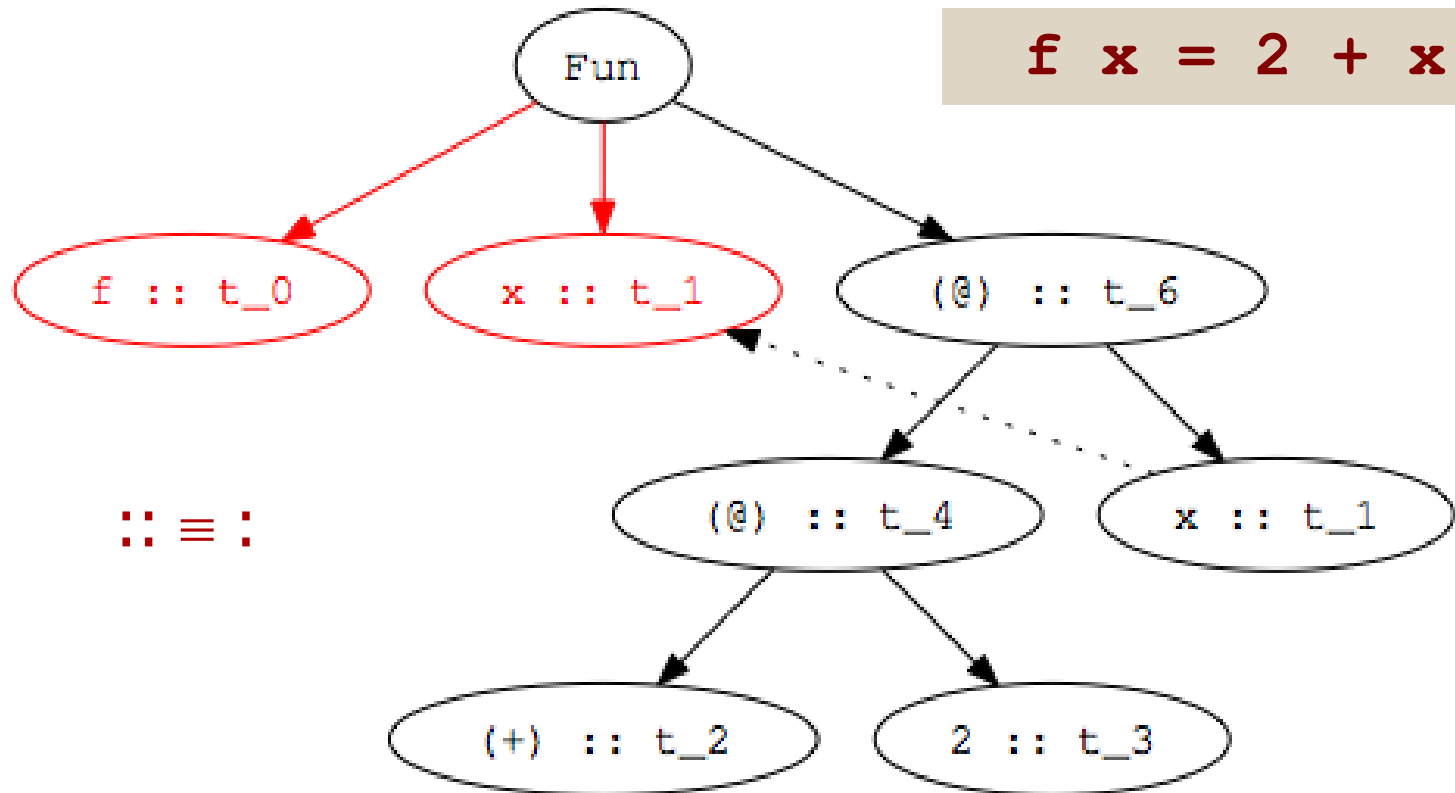 f x = 2 + x
Fun
f :: t_0
x :: t_1
(@) :: t_6
:: ≡ :
(@) :: t_4
x :: t_1
(+) :: t_2
2 :: t_3